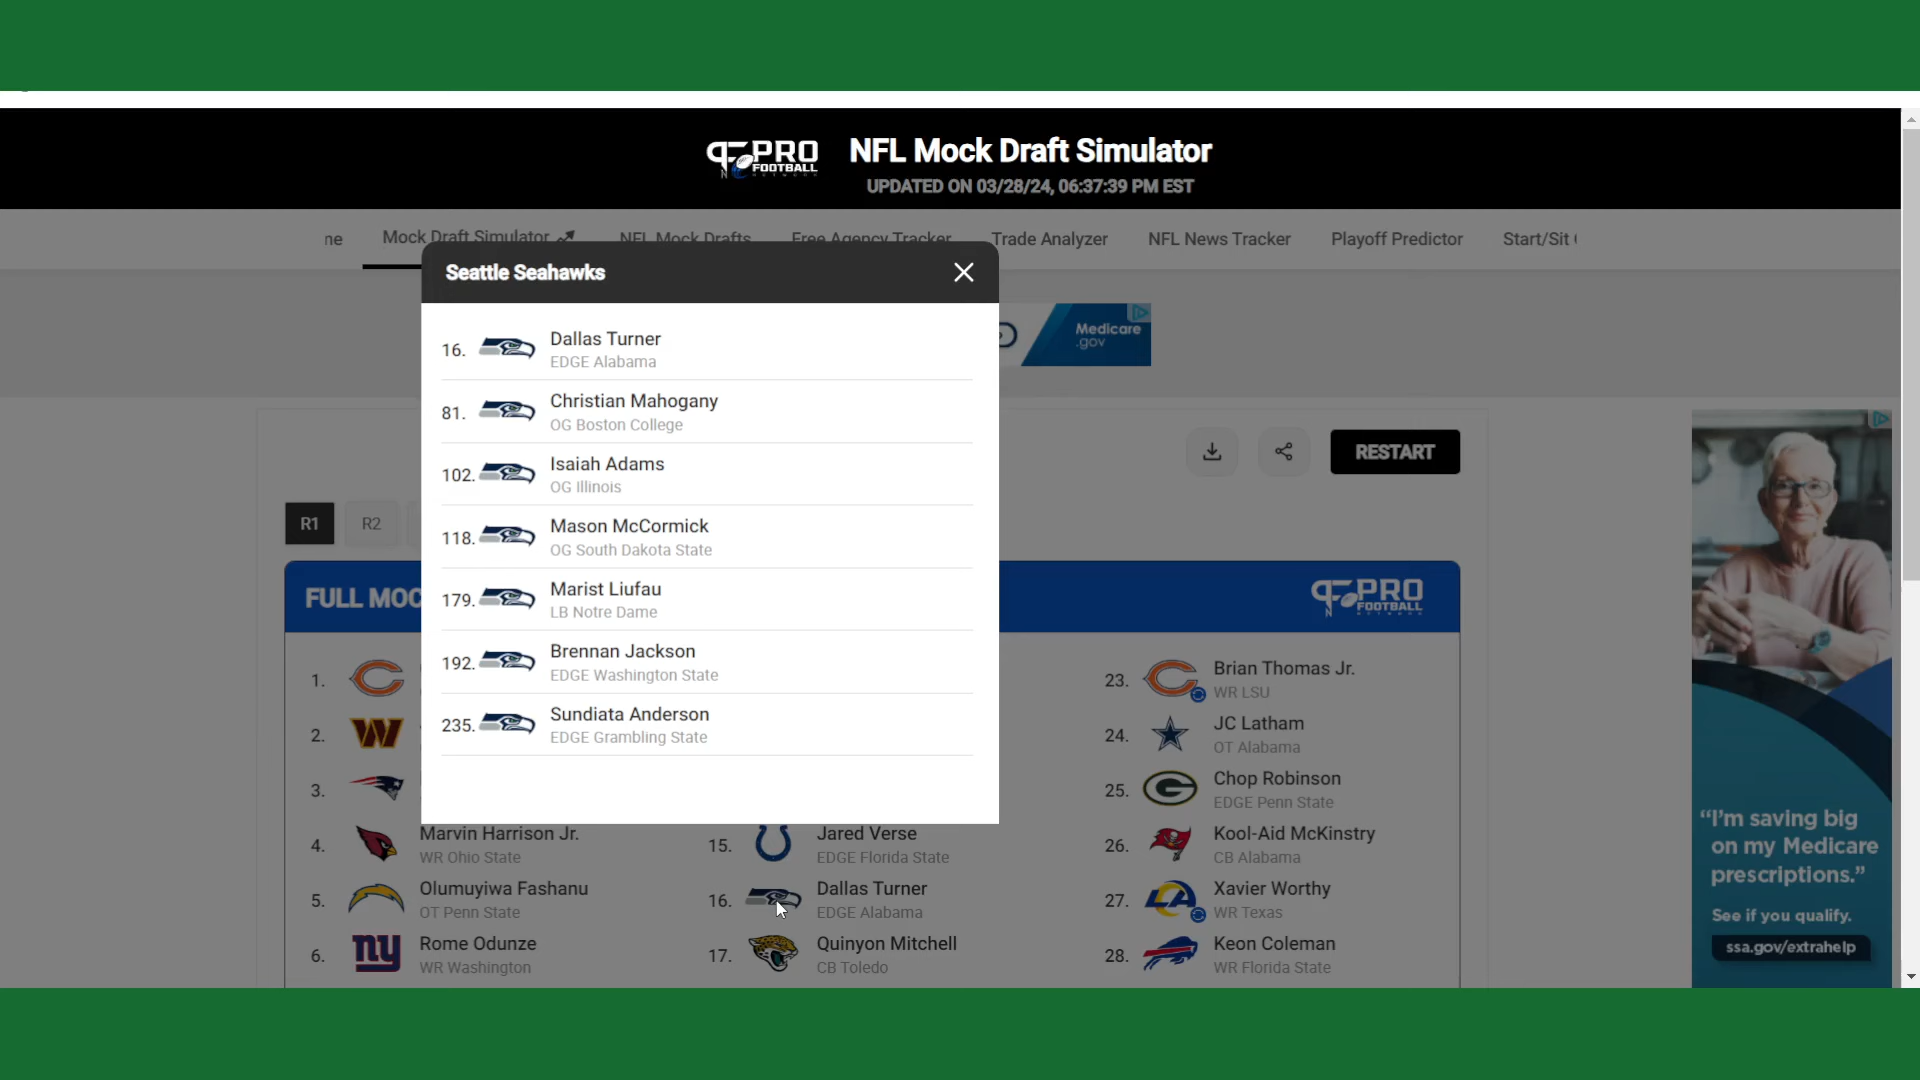 PRO
FOOTBALL
NETWORK
NFL Mock Draft Simulator
UPDATED ON 03/28/24, 06:37:39 PM EST
ne
Mock Draft Simulator
NFL Mock Drafts
Free Agency Tracker
Trade Analyzer
NFL News Tracker
Playoff Predictor
Start/Sit
Seattle Seahawks
Medicare
.gov
16.
Dallas Turner
EDGE Alabama
81.
Christian Mahogany
OG Boston College
102.
Isaiah Adams
OG Illinois
118.
Mason McCormick
OG South Dakota State
179.
Marist Liufau
LB Notre Dame
192.
Brennan Jackson
EDGE Washington State
235.
Sundiata Anderson
EDGE Grambling State
RESTART
R1
R2
FULL MOC
PRO
FOOTBALL
1.
2.
3.
4.
Marvin Harrison Jr.
WR Ohio State
5.
Olumuyiwa Fashanu
OT Penn State
6.
ny
Rome Odunze
WR Washington
15.
Jared Verse
EDGE Florida State
16.
Dallas Turner
EDGE Alabama
17.
Quinyon Mitchell
CB Toledo
23.
Brian Thomas Jr.
WR LSU
24.
JC Latham
OT Alabama
25.
Chop Robinson
EDGE Penn State
26.
Kool-Aid McKinstry
CB Alabama
27.
Xavier Worthy
WR Texas
28.
Keon Coleman
WR Florida State
“I’m saving big
on my Medicare
prescriptions.”
See if you qualify.
ssa.gov/extrahelp